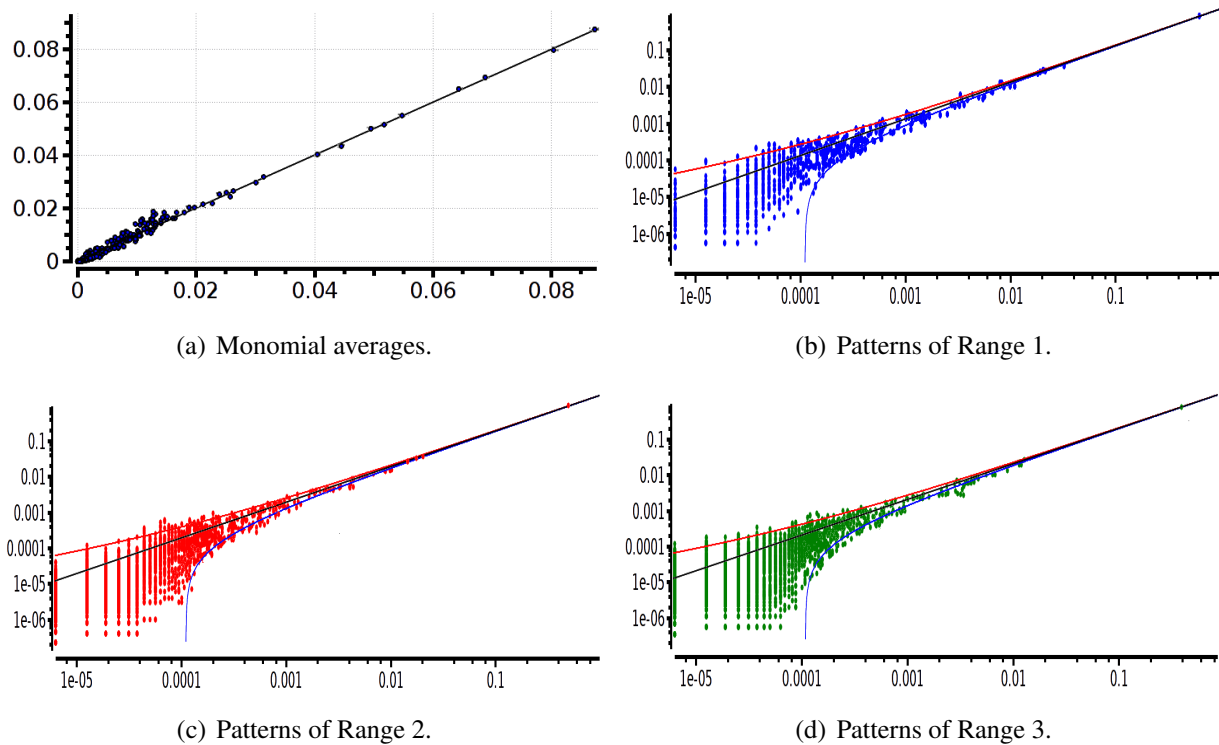 0.08
0.06
0.04
0.02
0
0 0.02 0.04 0.06 0.08
(a) Monomial averages.
0.1
0.01
0.001
0.0001
1e-05
1e-06
1e-05 0.0001 0.001 0.01 0.1
(b) Patterns of Range 1.
0.1
0.01
0.001
0.0001
1e-05
1e-06
1e-05 0.0001 0.001 0.01 0.1
(c) Patterns of Range 2.
0.1
0.01
0.001
0.0001
1e-05
1e-06
1e-05 0.0001 0.001 0.01 0.1
(d) Patterns of Range 3.